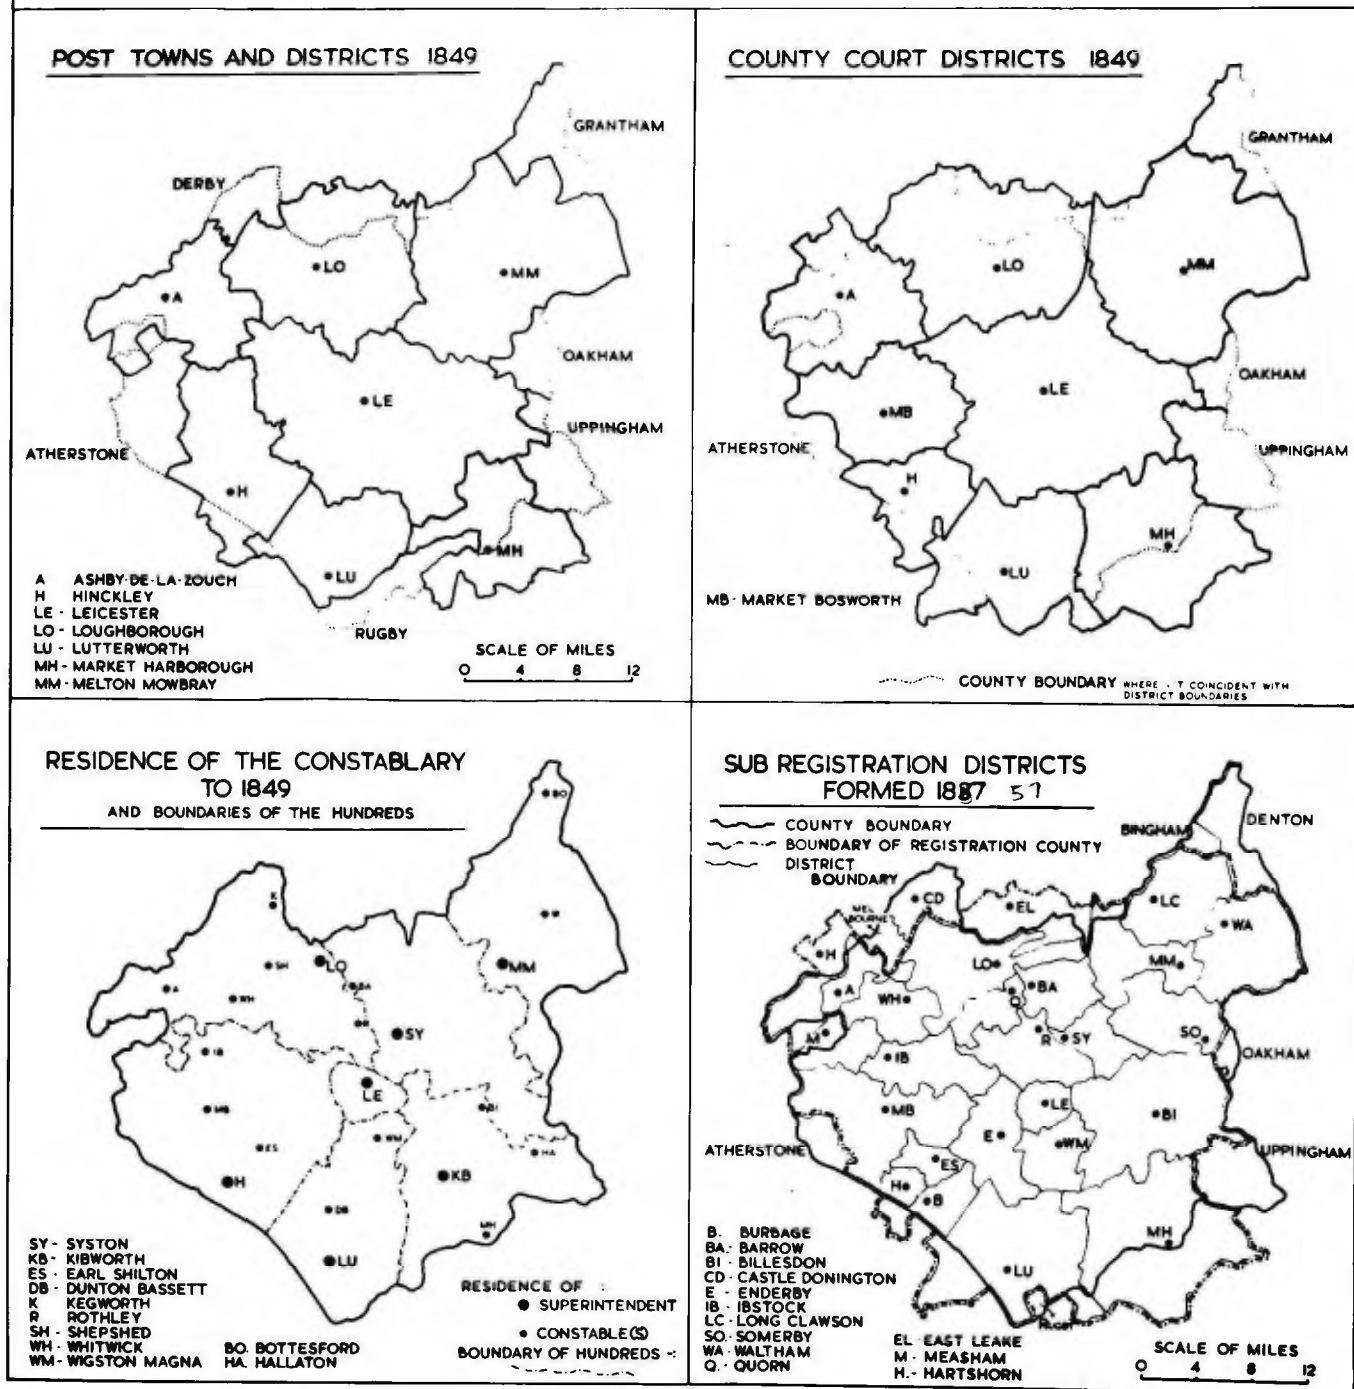 POST TOWNS AND DISTRICTS 1849
GRANTHAM
DERBY
LO
MM
A
OAKHAM
LE
UPPINGHAM
ATHERSTONE
H
MH
LU
RUGBY
A ASHBY-DE-LA-ZOUCH
H HINCKLEY
LE - LEICESTER
LO - LOUGHBOROUGH
LU - LUTTERWORTH
MH - MARKET HARBOROUGH
MM - MELTON MOWBRAY
SCALE OF MILES
0 4 8 12
COUNTY COURT DISTRICTS 1849
GRANTHAM
LO
MM
A
OAKHAM
LE
MB
ATHERSTONE
UPPINGHAM
H
MH
LU
MB - MARKET BOSWORTH
COUNTY BOUNDARY WHERE COINCIDENT WITH
DISTRICT BOUNDARIES
RESIDENCE OF THE CONSTABLARY
TO 1849
AND BOUNDARIES OF THE HUNDREDS
BO
K
W
LO
MM
SH
A
WH
BA
R
SY
IB
LE
MB
BI
WM
ES
HA
H
KB
DB
MH
LU
SY - SYSTON
KB - KIBWORTH
ES - EARL SHILTON
DB - DUNTON BASSETT
K KEGWORTH
R ROTHLEY
SH - SHEPSHED
WH - WHITWICK
WM - WIGSTON MAGNA
BO. BOTTESFORD
HA. HALLATON
RESIDENCE OF :
SUPERINTENDENT
CONSTABLE(S)
BOUNDARY OF HUNDREDS -:
SUB REGISTRATION DISTRICTS
FORMED 1837 57
COUNTY BOUNDARY
BOUNDARY OF REGISTRATION COUNTY
DISTRICT
BOUNDARY
BINGHAM
DENTON
CD
EL
LC
MEL
BOURNE
WA
H
LO
MM
A
WH
BA
Q
M
R
SY
SO
IB
OAKHAM
MB
LE
BI
E
WM
ATHERSTONE
ES
UPPINGHAM
H
B
MH
LU
RUGBY
B. BURBAGE
BA. BARROW
BI - BILLESDON
CD - CASTLE DONINGTON
E - ENDERBY
IB - IBSTOCK
LC - LONG CLAWSON
SO. SOMERBY
WA - WALTHAM
Q. - QUORN
EL - EAST LEAKE
M - MEASHAM
H. - HARTSHORN
SCALE OF MILES
0 4 8 12